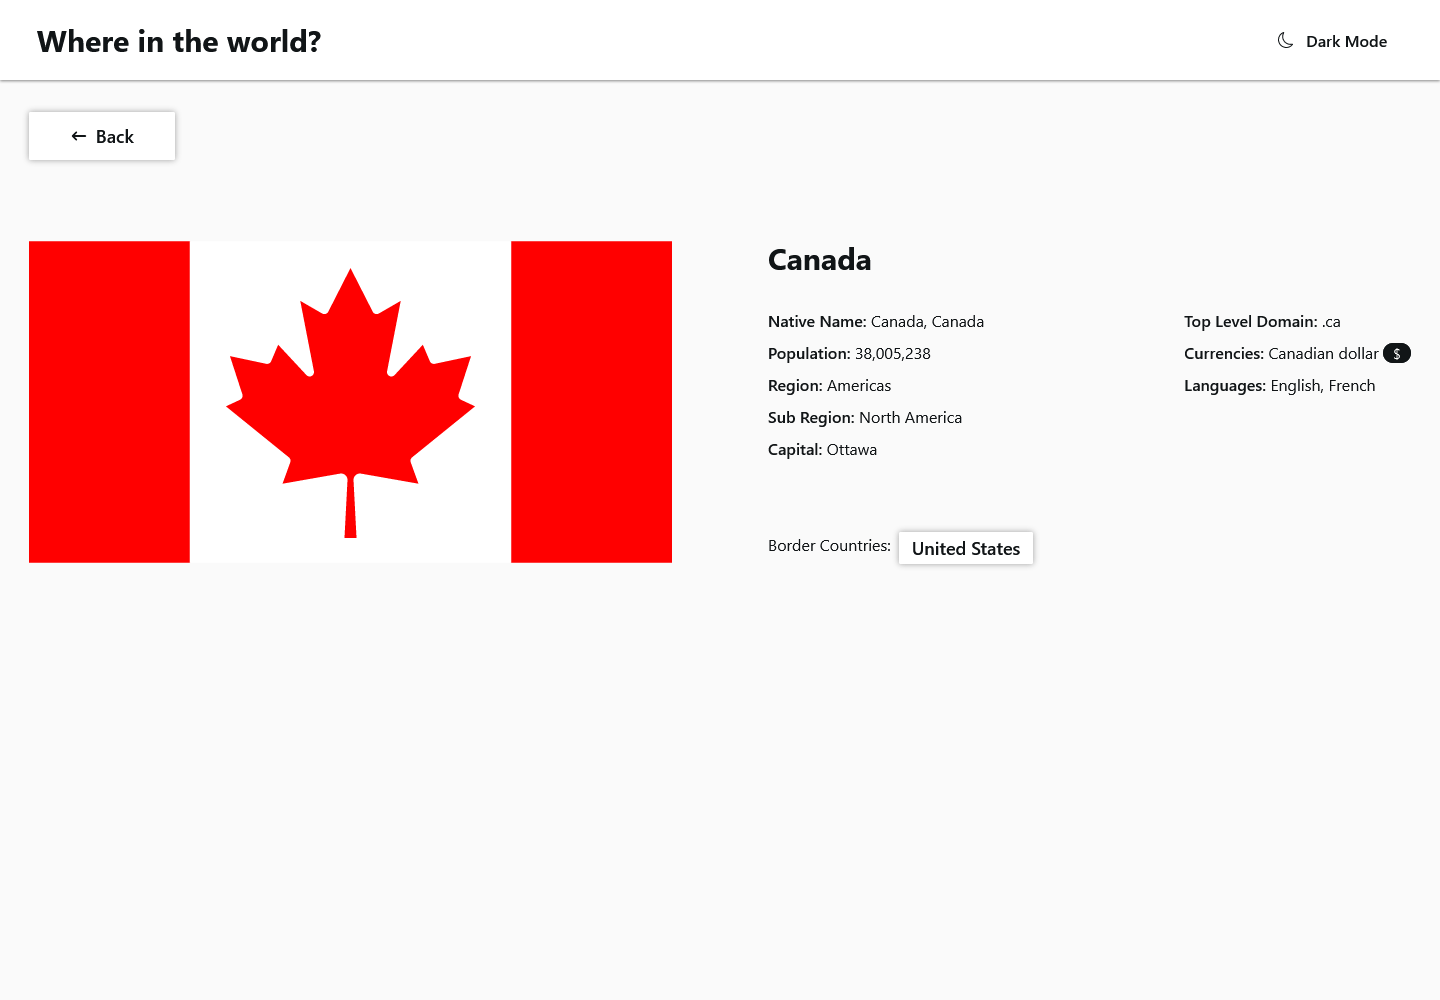 Where in the world?
Dark Mode
← Back
Canada
Native Name: Canada, Canada
Population: 38,005,238
Region: Americas
Sub Region: North America
Capital: Ottawa
Top Level Domain: .ca
Currencies: Canadian dollar $
Languages: English, French
Border Countries: United States